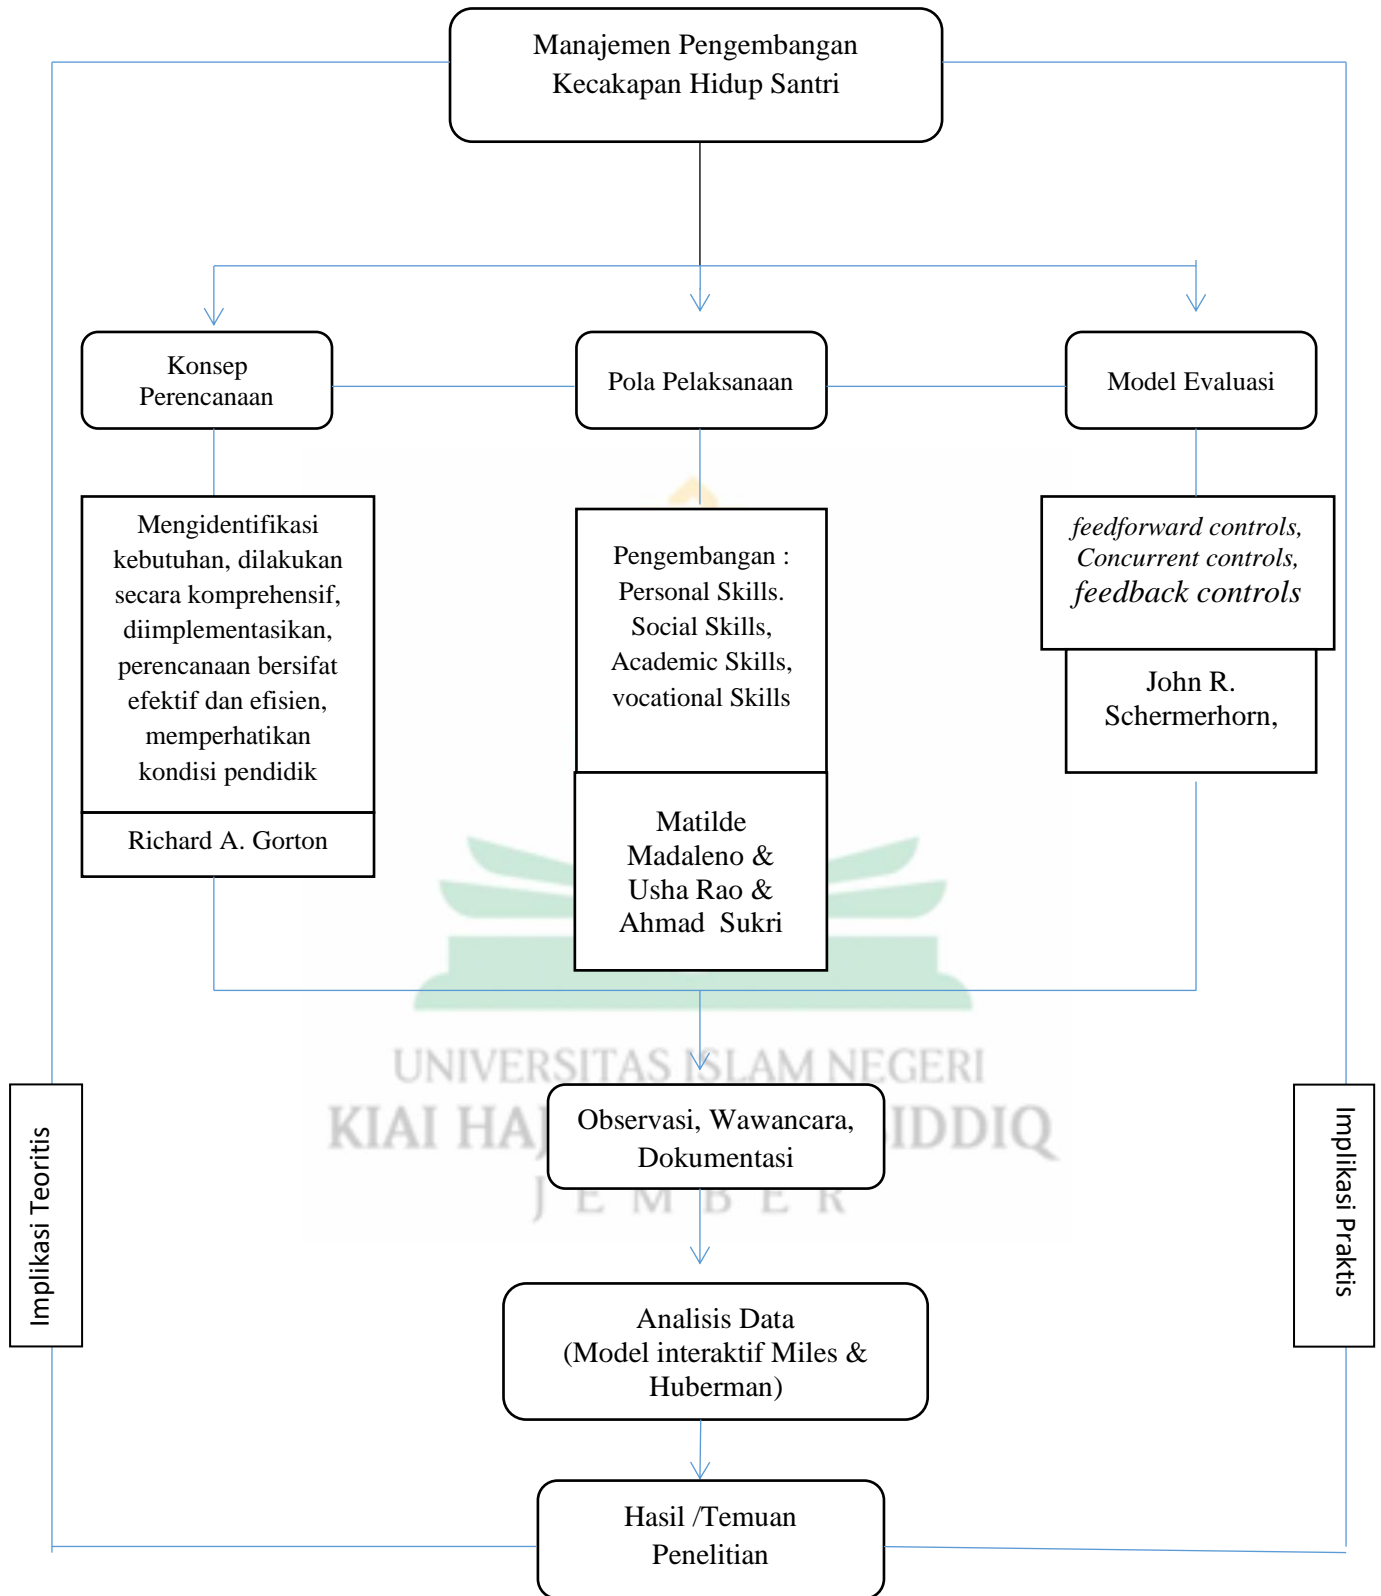 Manajemen Pengembangan
Kecakapan Hidup Santri
Konsep
Perencanaan
Pola Pelaksanaan
Model Evaluasi
Mengidentifikasi
kebutuhan, dilakukan
secara komprehensif,
diimplementasikan,
perencanaan bersifat
efektif dan efisien,
memperhatikan
kondisi pendidik
Richard A. Gorton
Pengembangan :
Personal Skills.
Social Skills,
Academic Skills,
vocational Skills
Matilde
Madaleno &
Usha Rao &
Ahmad  Sukri
feedforward controls,
Concurrent controls,
feedback controls
John R.
Schermerhorn,
UNIVERSITAS ISLAM NEGERI
KIAI HAJ
SIDDIQ
JEMBER
Observasi, Wawancara,
Dokumentasi
Implikasi Teoritis
Implikasi Praktis
Analisis Data
(Model interaktif Miles &
Huberman)
Hasil /Temuan
Penelitian